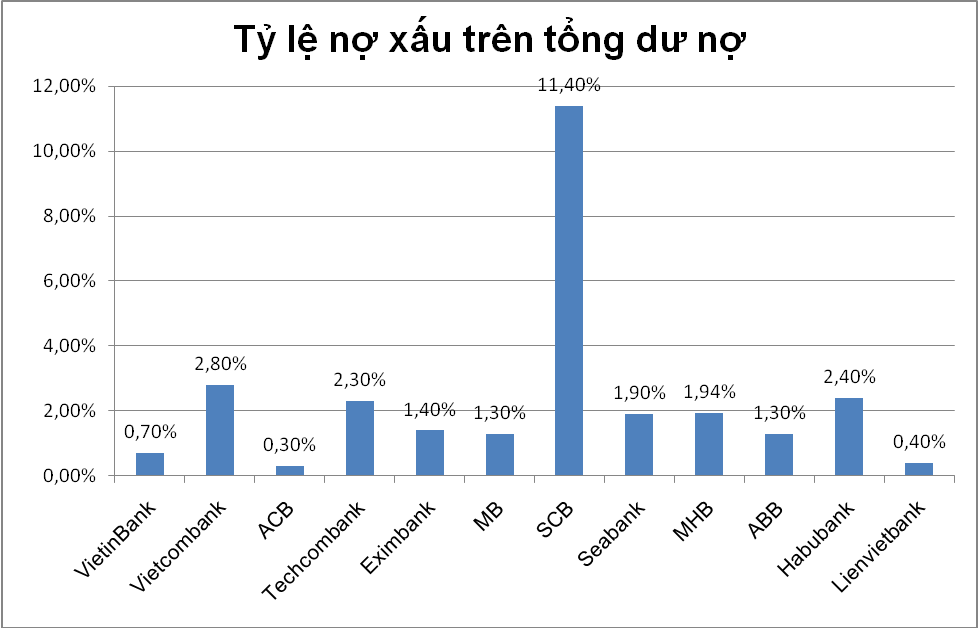 Tỷ lệ nợ xấu trên tổng dư nợ
12,00%
10,00%
8,00%
6,00%
4,00%
2,00%
0,00%
0,70%
2,80%
0,30%
2,30%
1,40%
1,30%
11,40%
1,90%
1,94%
1,30%
2,40%
0,40%
VietinBank
Vietcombank
ACB
Techcombank
Eximbank
MB
SCB
Seabank
MHB
ABB
Habubank
Lienvietbank